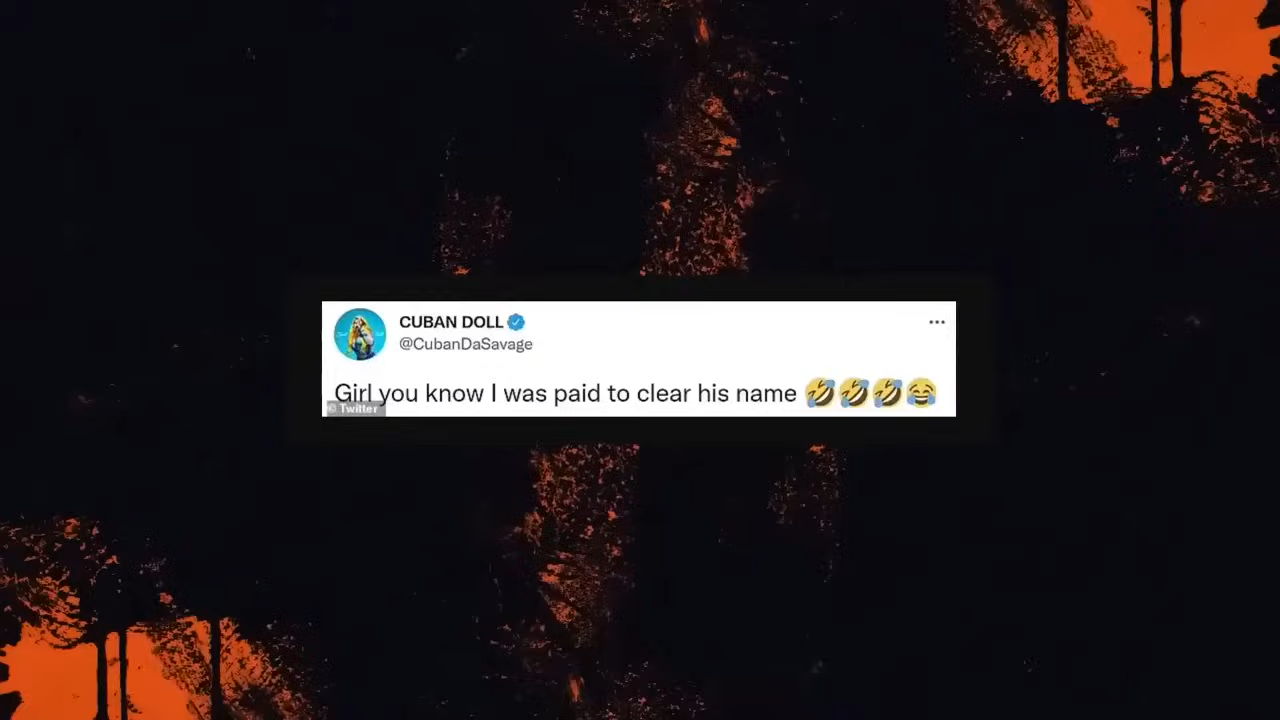 CUBAN DOLL
@CubanDaSavage
Girl you know I was paid to clear his name 🤣🤣🤣😂
© Twitter